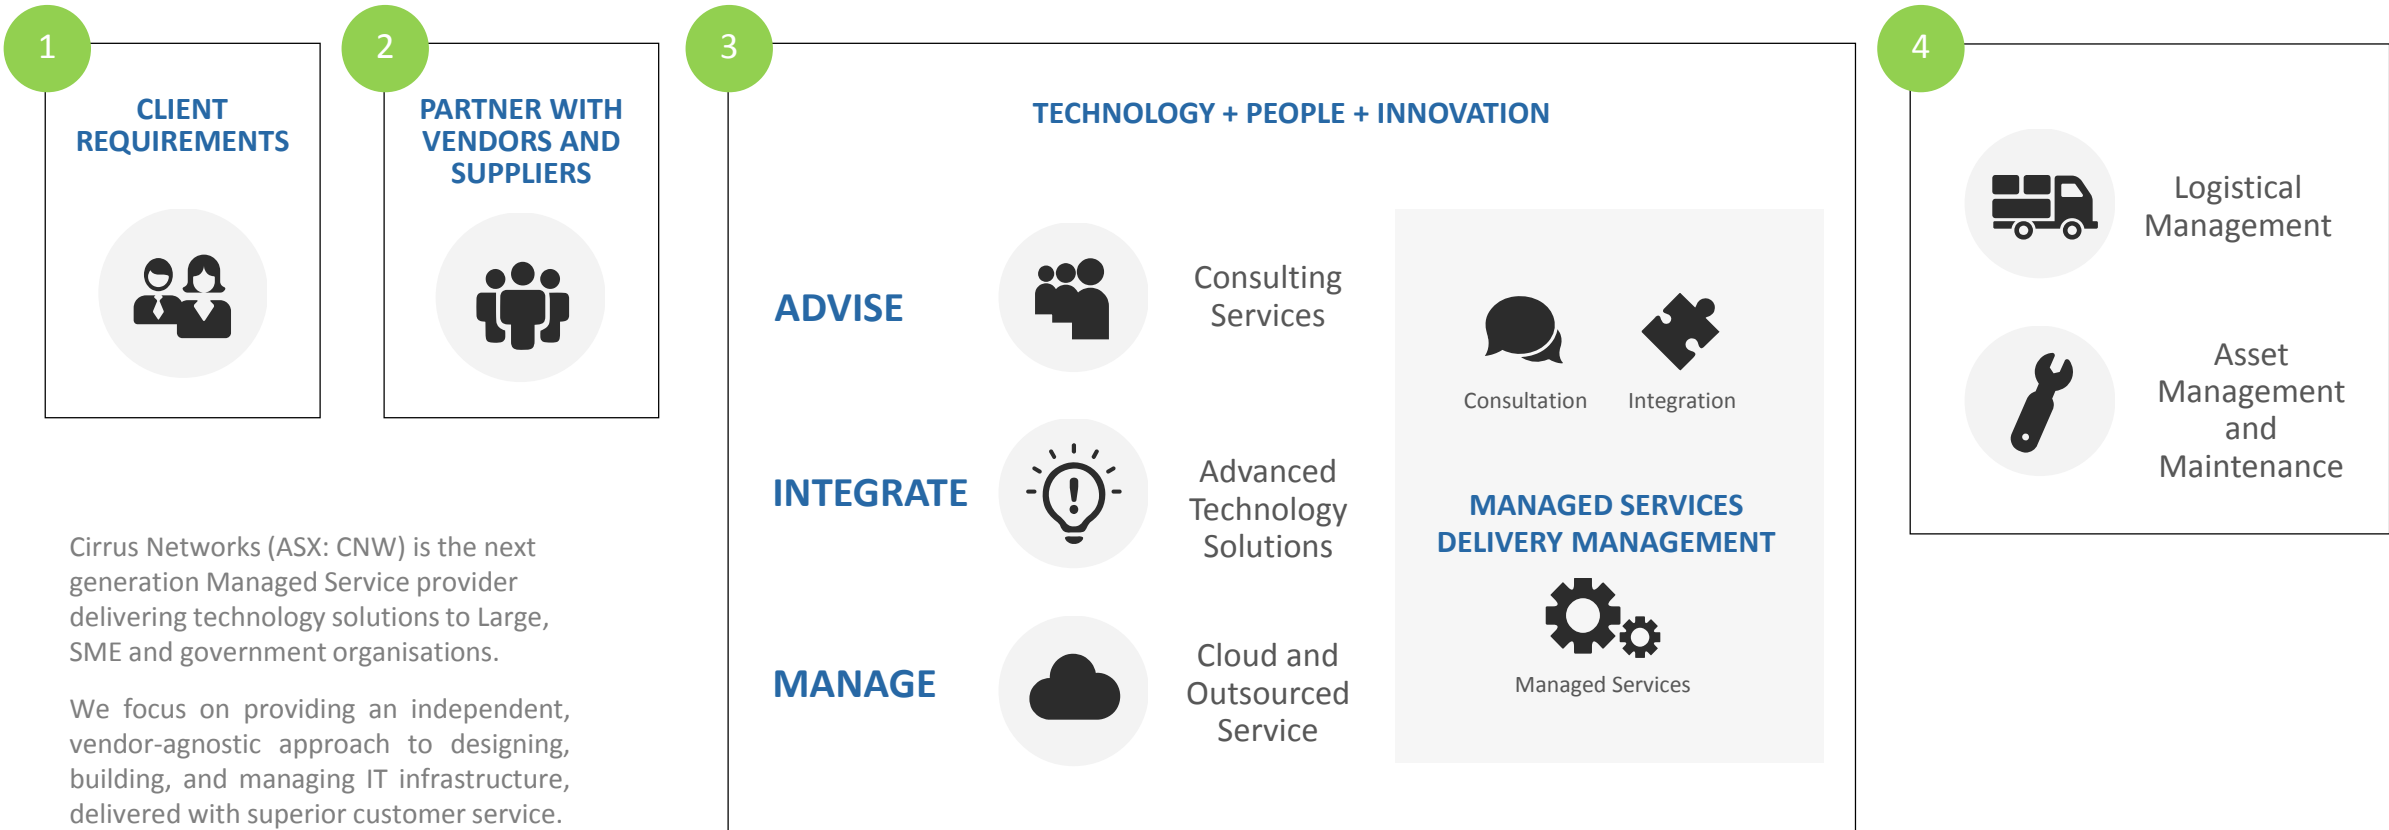 1
CLIENT
REQUIREMENTS
2
PARTNER WITH
VENDORS AND
SUPPLIERS
Cirrus Networks (ASX: CNW) is the next
generation Managed Service provider
delivering technology solutions to Large,
SME and government organisations.
We focus on providing an independent,
vendor-agnostic approach to designing,
building, and managing IT infrastructure,
delivered with superior customer service.
3
TECHNOLOGY + PEOPLE + INNOVATION
ADVISE
Consulting
Services
INTEGRATE
Advanced
Technology
Solutions
MANAGE
Cloud and
Outsourced
Service
Consultation
Integration
MANAGED SERVICES
DELIVERY MANAGEMENT
Managed Services
4
Logistical
Management
Asset
Management
and
Maintenance